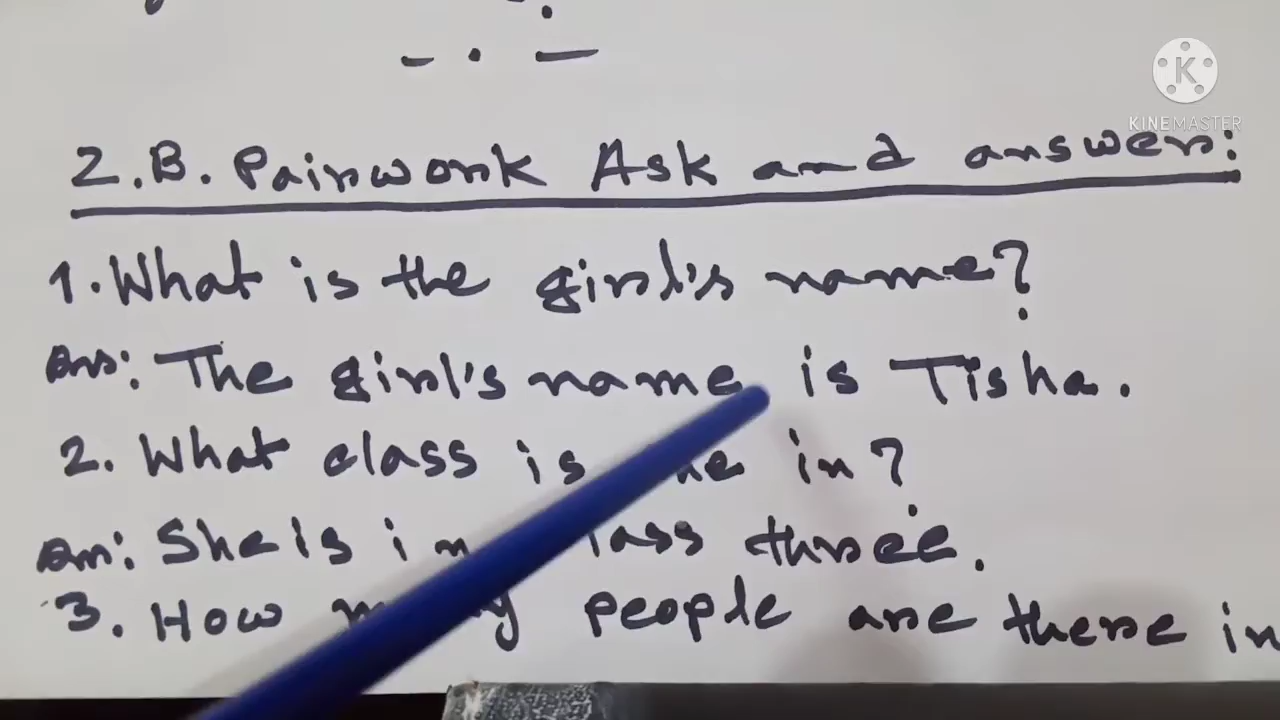 KINEMASTER
2.B. Pairwork Ask and answer:
1. What is the girl's name?
Ans: The girl's name is Tisha.
2. What class is in?
Ans: She is in three.
3. How people are there in